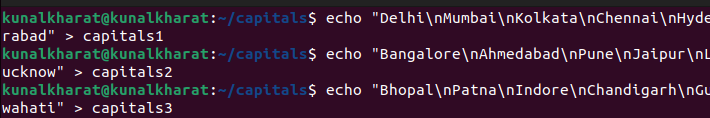 kunalkharat@kunalkharat:~/capitals$ echo "Delhi\nMumbai\nKolkata\nChennai\nHyde
rabad" > capitals1
kunalkharat@kunalkharat:~/capitals$ echo "Bangalore\nAhmedabad\nPune\nJaipur\nL
ucknow" > capitals2
kunalkharat@kunalkharat:~/capitals$ echo "Bhopal\nPatna\nIndore\nChandigarh\nGu
wahati" > capitals3